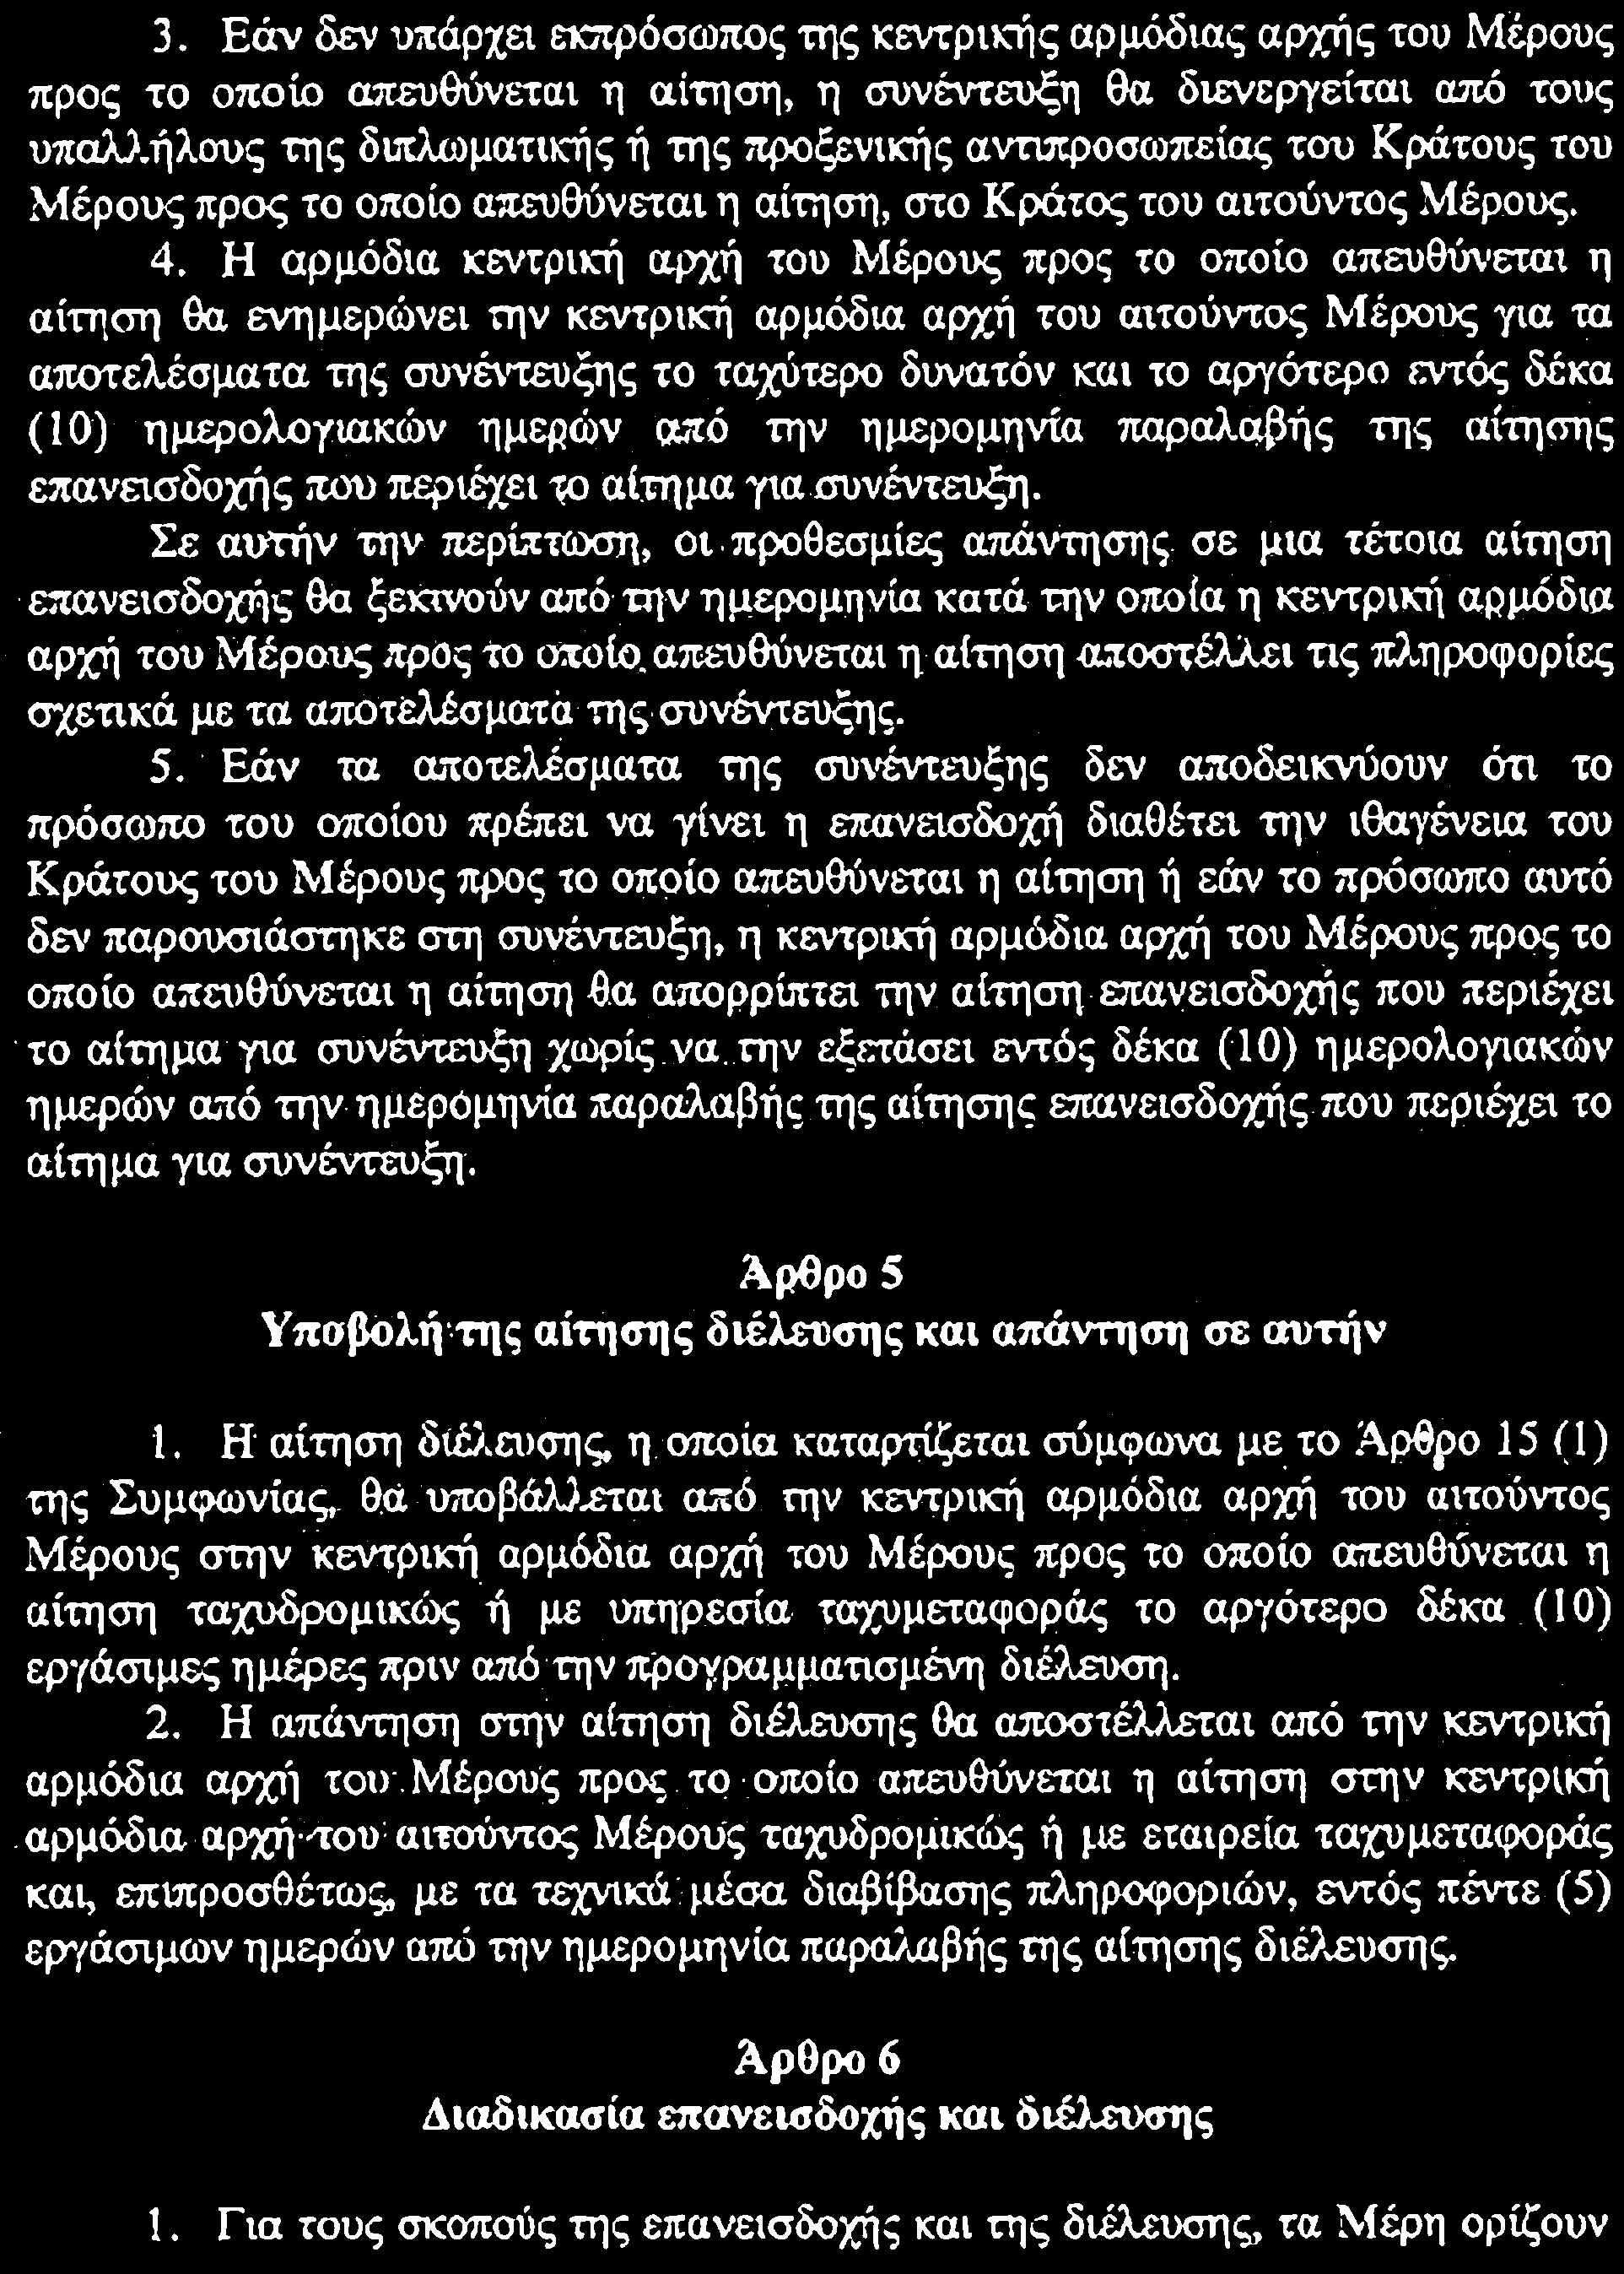 3. Εάν δεν υπάρχει εκπρόσωπος της κεντρικής αρμόδιας αρχής του Μέρους
προς το οποίο απευθύνεται η αίτηση, η συνέντευξη θα διενεργείται από τους
υπαλλήλους της διπλωματικής ή της προξενικής αντιπροσωπείας του Κράτους του
Μέρους προς το οποίο απευθύνεται η αίτηση, στο Κράτος του αιτούντος Μέρους.
4. Η αρμόδια κεντρική αρχή του Μέρους προς το οποίο απευθύνεται η
αίτηση θα ενημερώνει την κεντρική αρμόδια αρχή του αιτούντος Μέρους για τα
αποτελέσματα της συνέντευξης το ταχύτερο δυνατόν και το αργότερο εντός δέκα
(10) ημερολογιακών ημερών από την ημερομηνία παραλαβής της αίτησης
επανεισδοχής που περιέχει το αίτημα για συνέντευξη.
Σε αυτήν την περίπτωση, οι προθεσμίες απάντησης σε μια τέτοια αίτηση
επανεισδοχής θα ξεκινούν από την ημερομηνία κατά την οποία η κεντρική αρμόδια
αρχή του Μέρους προς το οποίο απευθύνεται η αίτηση αποστέλλει τις πληροφορίες
σχετικά με τα αποτελέσματα της συνέντευξης.
5. Εάν τα αποτελέσματα της συνέντευξης δεν αποδεικνύουν ότι το
πρόσωπο του οποίου πρέπει να γίνει η επανεισδοχή διαθέτει την ιθαγένεια του
Κράτους του Μέρους προς το οποίο απευθύνεται η αίτηση ή εάν το πρόσωπο αυτό
δεν παρουσιάστηκε στη συνέντευξη, η κεντρική αρμόδια αρχή του Μέρους προς το
οποίο απευθύνεται η αίτηση θα απορρίπτει την αίτηση επανεισδοχής που περιέχει
το αίτημα για συνέντευξη χωρίς να την εξετάσει εντός δέκα (10) ημερολογιακών
ημερών από την ημερομηνία παραλαβής της αίτησης επανεισδοχής που περιέχει το
αίτημα για συνέντευξη.
Άρθρο 5
Υποβολή της αίτησης διέλευσης και απάντηση σε αυτήν
1. Η αίτηση διέλευσης, η οποία καταρτίζεται σύμφωνα με το Άρθρο 15 (1)
της Συμφωνίας, θα υποβάλλεται από την κεντρική αρμόδια αρχή του αιτούντος
Μέρους στην κεντρική αρμόδια αρχή του Μέρους προς το οποίο απευθύνεται η
αίτηση ταχυδρομικώς ή με υπηρεσία ταχυμεταφοράς το αργότερο δέκα (10)
εργάσιμες ημέρες πριν από την προγραμματισμένη διέλευση.
2. Η απάντηση στην αίτηση διέλευσης θα αποστέλλεται από την κεντρική
αρμόδια αρχή του Μέρους προς το οποίο απευθύνεται η αίτηση στην κεντρική
αρμόδια αρχή του αιτούντος Μέρους ταχυδρομικώς ή με εταιρεία ταχυμεταφοράς
και, επιπροσθέτως, με τα τεχνικά μέσα διαβίβασης πληροφοριών, εντός πέντε (5)
εργάσιμων ημερών από την ημερομηνία παραλαβής της αίτησης διέλευσης.
Άρθρο 6
Διαδικασία επανεισδοχής και διέλευσης
1. Για τους σκοπούς της επανεισδοχής και της διέλευσης, τα Μέρη ορίζουν